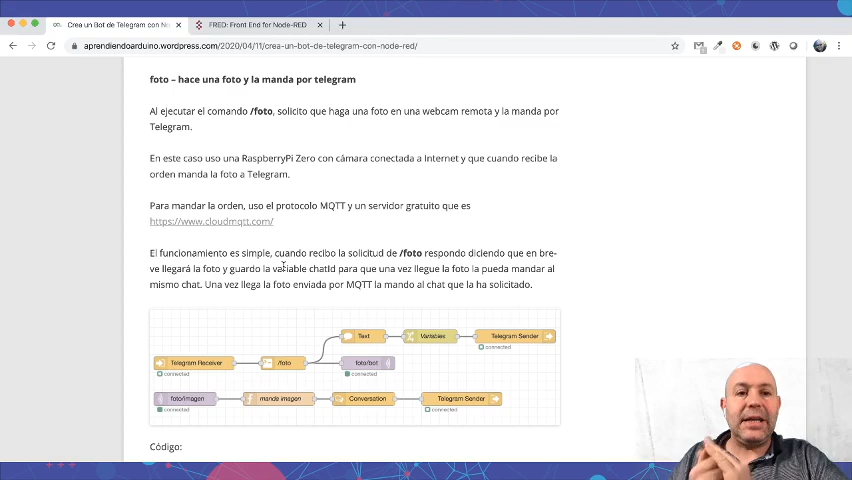 Crea un Bot de Telegram con No
FRED: Front End for Node-RED
aprendiendoarduino.wordpress.com/2020/04/11/crea-un-bot-de-telegram-con-node-red/
foto – hace una foto y la manda por telegram
Al ejecutar el comando /foto, solicito que haga una foto en una webcam remota y la manda por
Telegram.
En este caso uso una RaspberryPi Zero con cámara conectada a Internet y que cuando recibe la
orden manda la foto a Telegram.
Para mandar la orden, uso el protocolo MQTT y un servidor gratuito que es
https://www.cloudmqtt.com/
El funcionamiento es simple, cuando recibo la solicitud de /foto respondo diciendo que en bre-
ve llegará la foto y guardo la variable chatId para que una vez llegue la foto la pueda mandar al
mismo chat. Una vez llega la foto enviada por MQTT la mando al chat que la ha solicitado.
Text
Variables
Telegram Sender
connected
Telegram Receiver
/foto
foto/bot
connected
connected
foto/imagen
manda imagen
Conversation
Telegram Sender
connected
connected
Código: